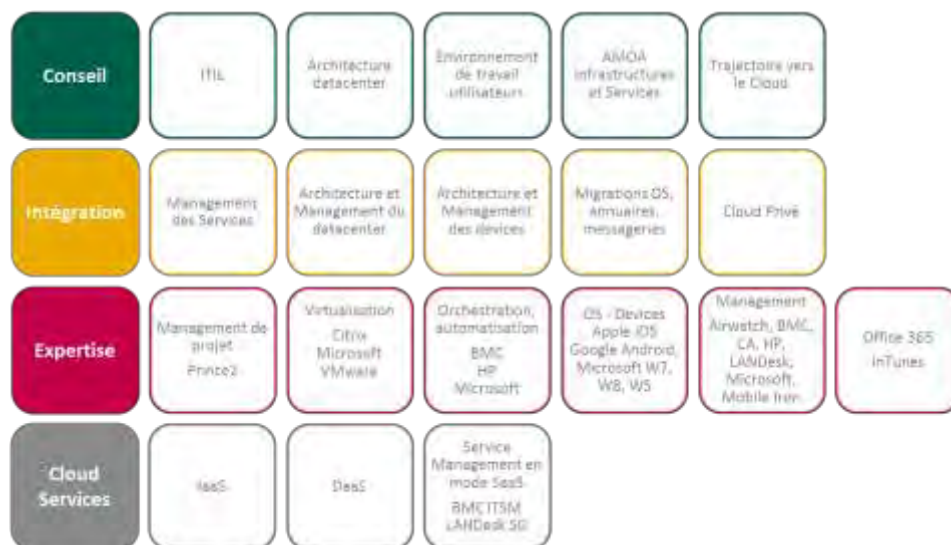 Conseil
ITIL
Architecture
datacenter
Environnement
de travail
utilisateurs
AMOA
Infrastructures
et Services
Trajectoire vers
le Cloud
Intégration
Management
des Services
Architecture et
Management du
datacenter
Architecture et
Management
des devices
Migrations OS,
annuaires,
messageries
Cloud Privé
Expertise
Management de
projet
Prince2
Virtualisation
Citrix
Microsoft
VMware
Orchestration,
automatisation
BMC
HP
Microsoft
OS - Devices
Apple iOS
Google Android,
Microsoft W7,
W8, WS
Management
Airwatch, BMC,
CA, HP,
LANDesk,
Microsoft,
Mobile Iron
Office 365
InTunes
Cloud
Services
IaaS
DaaS
Service
Management en
mode SaaS
BMC ITSM
LANDesk SD